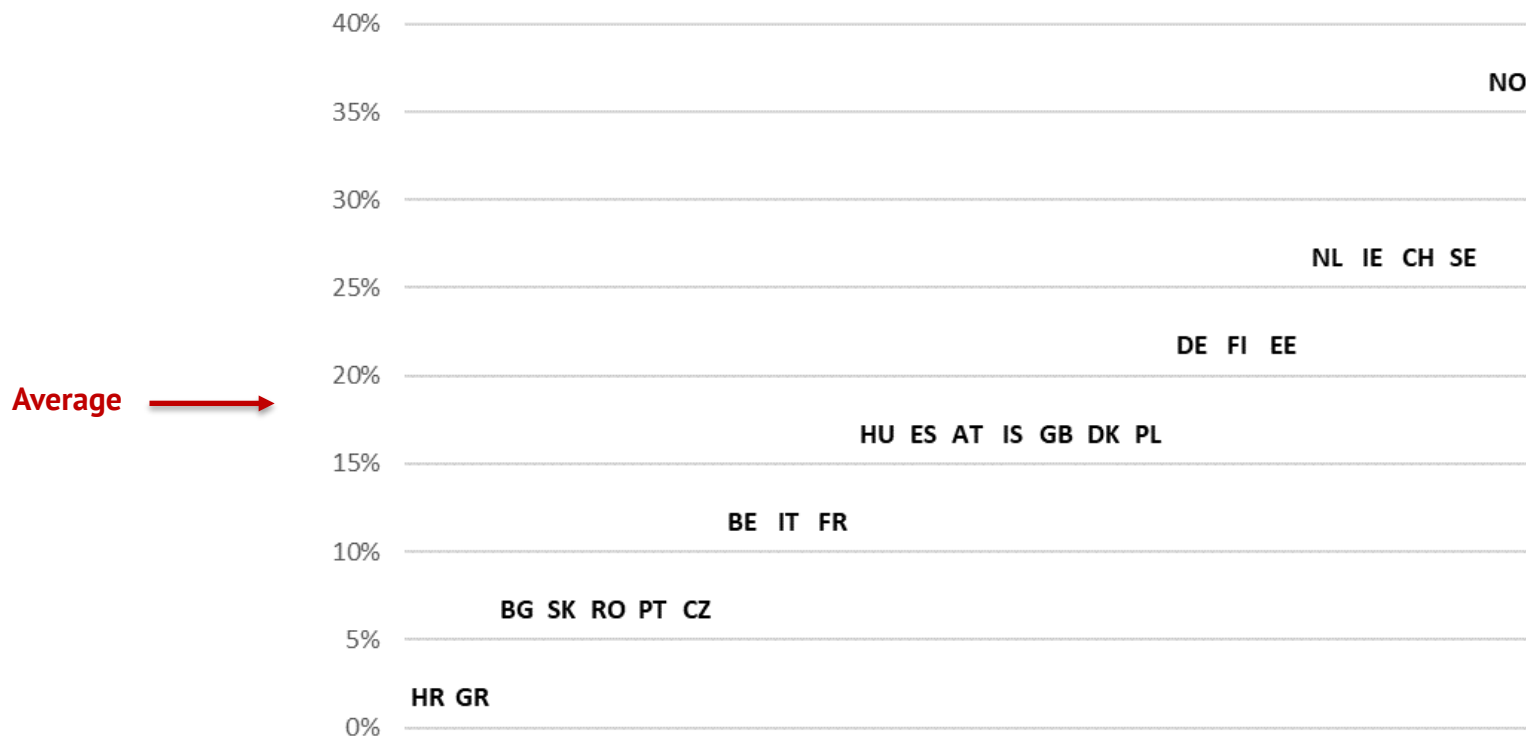 40%
NO
35%
30%
NL IE CH SE
25%
DE FI EE
20%
Average
HU ES AT IS GB DK PL
15%
BE IT FR
10%
BG SK RO PT CZ
5%
HR GR
0%